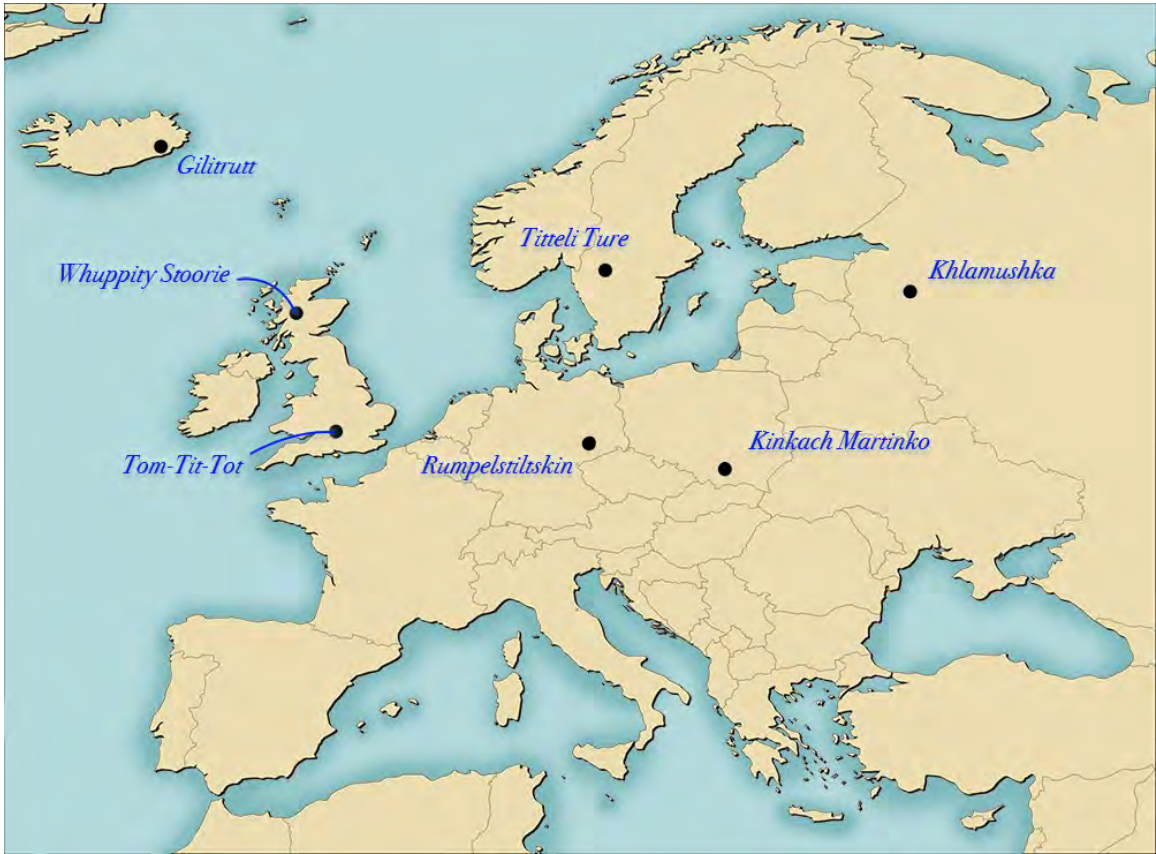 Gilitrutt
Titteli Ture
Whuppity Stoorie
Khlamushka
Kinkach Martinko
Tom-Tit-Tot
Rumpelstiltskin